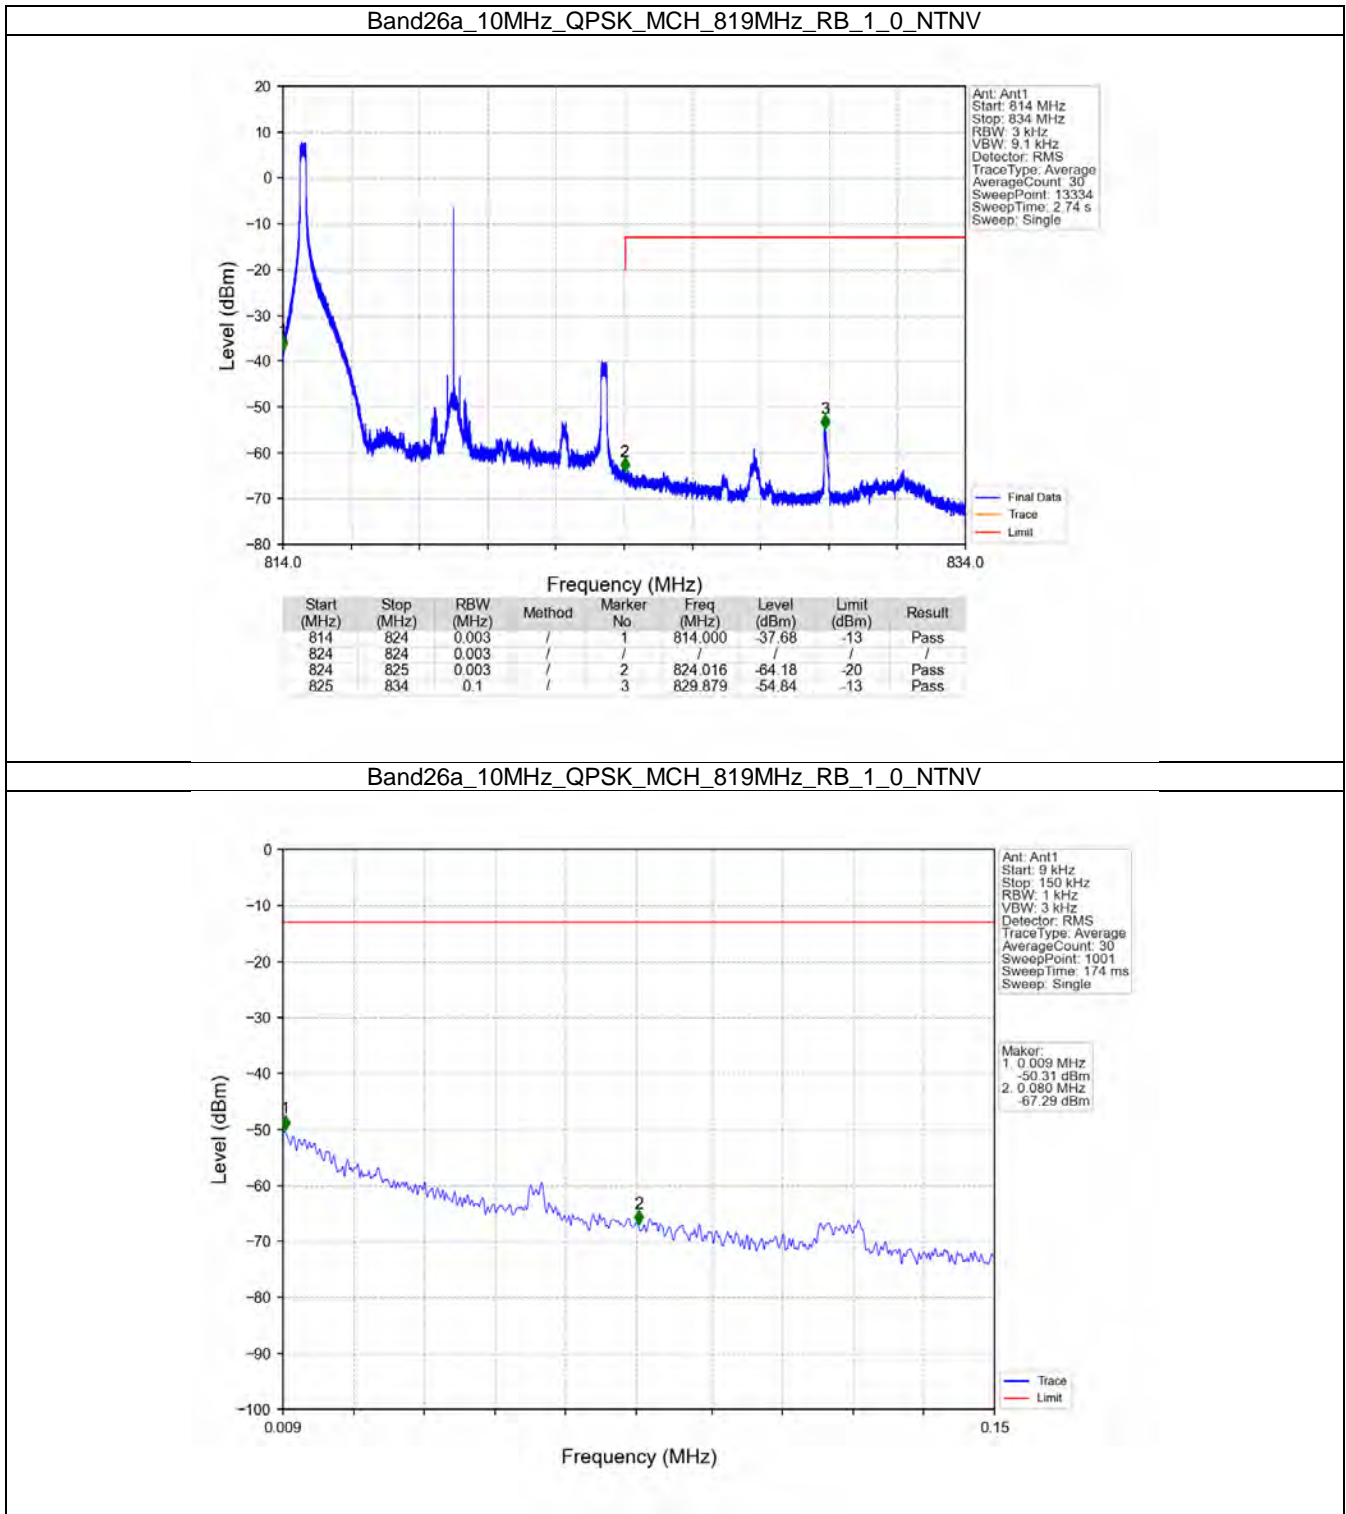 Band26a_10MHz_QPSK_MCH_819MHz_RB_1_0_NTNV
20
10
0
−10
−20
−30
−40
−50
−60
−70
−80
Level (dBm)
2
3
814.0
834.0
Frequency (MHz)
Ant: Ant1
Start: 814 MHz
Stop: 834 MHz
RBW: 3 kHz
VBW: 9.1 kHz
Detector: RMS
TraceType: Average
AverageCount: 30
SweepPoint: 13334
SweepTime: 2.74 s
Sweep: Single
Final Data
Trace
Limit
Start (MHz) Stop (MHz) RBW (MHz) Method Marker No Freq (MHz) Level (dBm) Limit (dBm) Result
814 824 0.003 / 1 814.000 -37.68 -13 Pass
824 824 0.003 / / / / / /
824 825 0.003 / 2 824.016 -64.18 -20 Pass
825 834 0.1 / 3 829.879 -54.84 -13 Pass
Band26a_10MHz_QPSK_MCH_819MHz_RB_1_0_NTNV
0
−10
−20
−30
−40
−50
−60
−70
−80
−90
−100
Level (dBm)
1
2
0.009
0.15
Frequency (MHz)
Ant: Ant1
Start: 9 kHz
Stop: 150 kHz
RBW: 1 kHz
VBW: 3 kHz
Detector: RMS
TraceType: Average
AverageCount: 30
SweepPoint: 1001
SweepTime: 174 ms
Sweep: Single
Maker:
1. 0.009 MHz
-50.31 dBm
2. 0.080 MHz
-67.29 dBm
Trace
Limit